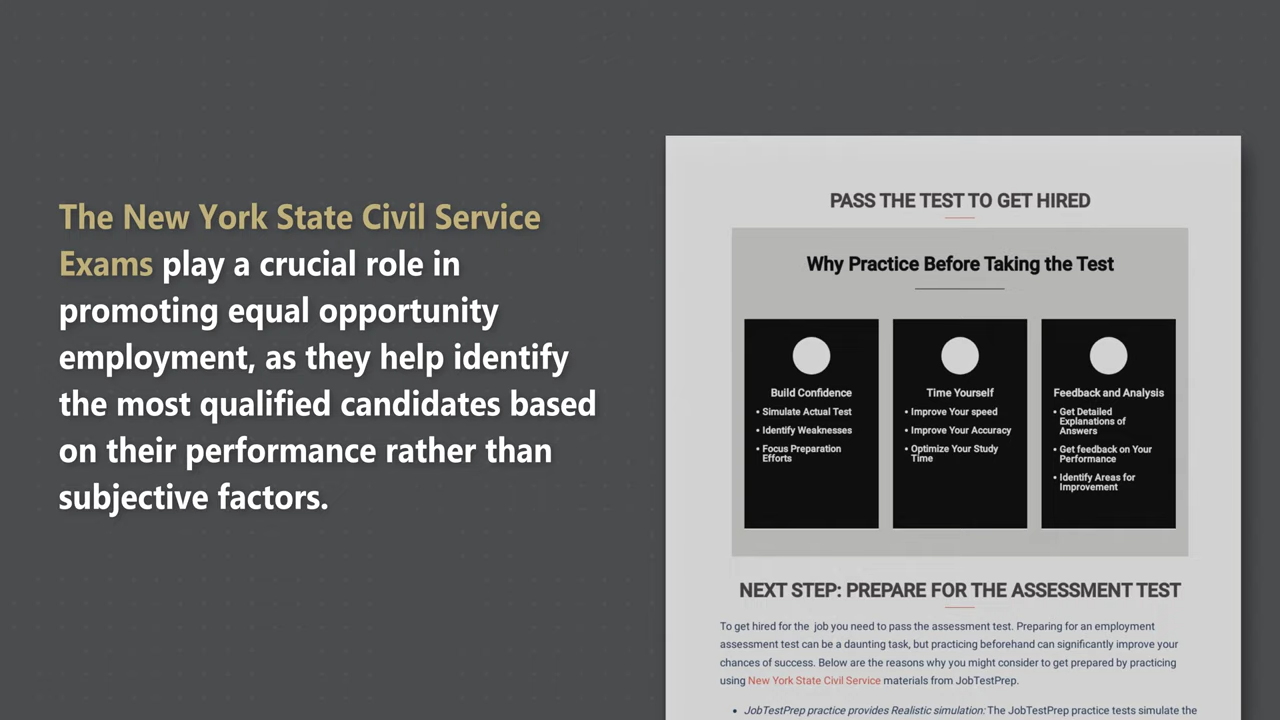 The New York State Civil Service
Exams play a crucial role in
promoting equal opportunity
employment, as they help identify
the most qualified candidates based
on their performance rather than
subjective factors.
PASS THE TEST TO GET HIRED
Why Practice Before Taking the Test
Build Confidence
• Simulate Actual Test
• Identify Weaknesses
• Focus Preparation
Efforts
Time Yourself
• Improve Your speed
• Improve Your Accuracy
• Optimize Your Study
Time
Feedback and Analysis
• Get Detailed
Explanations of
Answers
• Get feedback on Your
Performance
• Identify Areas for
Improvement
NEXT STEP: PREPARE FOR THE ASSESSMENT TEST
To get hired for the job you need to pass the assessment test. Preparing for an employment
assessment test can be a daunting task, but practicing beforehand can significantly improve your
chances of success. Below are the reasons why you might consider to get prepared by practicing
using New York State Civil Service materials from JobTestPrep.
• JobTestPrep practice provides Realistic simulation: The JobTestPrep practice tests simulate the